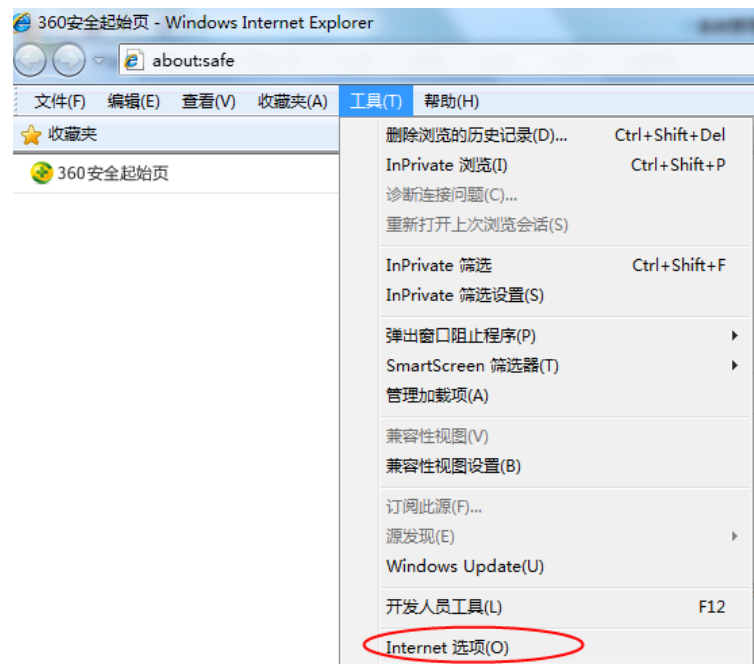 360安全起始页 - Windows Internet Explorer
about:safe
文件(F) 编辑(E) 查看(V) 收藏夹(A) 工具(T) 帮助(H)
收藏夹
360安全起始页
删除浏览的历史记录(D)... Ctrl+Shift+Del
InPrivate 浏览(I) Ctrl+Shift+P
诊断连接问题(C)...
重新打开上次浏览会话(S)
InPrivate 筛选 Ctrl+Shift+F
InPrivate 筛选设置(S)
弹出窗口阻止程序(P)
SmartScreen 筛选器(T)
管理加载项(A)
兼容性视图(V)
兼容性视图设置(B)
订阅此源(F)...
源发现(E)
Windows Update(U)
开发人员工具(L) F12
Internet 选项(O)